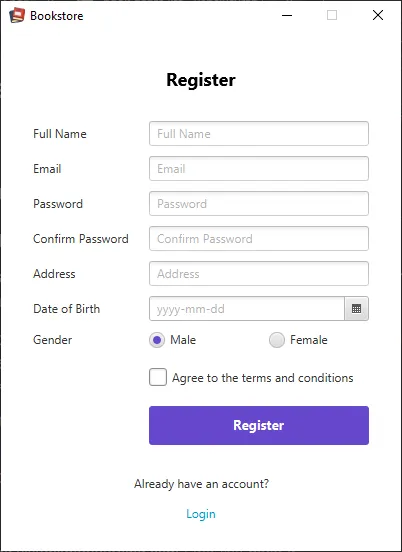 Bookstore
Register
Full Name Full Name
Email Email
Password Password
Confirm Password Confirm Password
Address Address
Date of Birth yyyy-mm-dd
Gender Male Female
Agree to the terms and conditions
Register
Already have an account?
Login